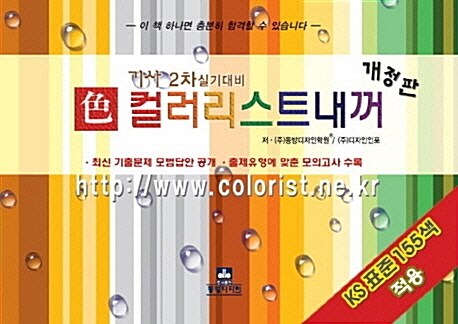 — 이 책 하나면 충분히 합격할 수 있습니다 —
기사 2차실기대비
개정판
色 컬러리스트내꺼
저 · (주)동방디자인학원 / (주)디자인인포
· 최신 기출문제 모범답안 공개 · 출제유형에 맞춘 모의고사 수록
http://www.colorist.ne.kr
KS 표준 155색
적용